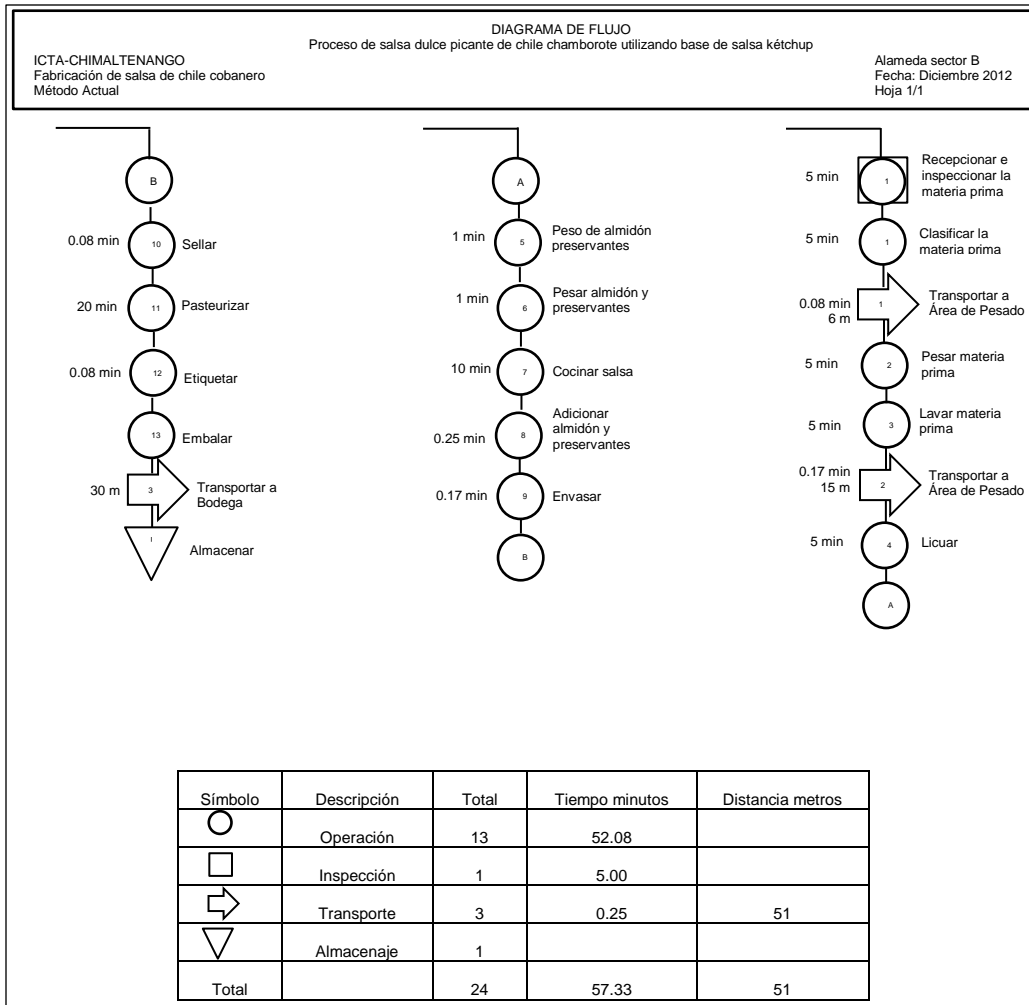 DIAGRAMA DE FLUJO
Proceso de salsa dulce picante de chile chamborote utilizando base de salsa kétchup
ICTA-CHIMALTENANGO
Fabricación de salsa de chile cobanero
Método Actual
Alameda sector B
Fecha: Diciembre 2012
Hoja 1/1
B
0.08 min
10
Sellar
20 min
11
Pasteurizar
0.08 min
12
Etiquetar
13
Embalar
30 m
3
Transportar a
Bodega
I
Almacenar
A
1 min
5
Peso de almidón
preservantes
1 min
6
Pesar almidón y
preservantes
10 min
7
Cocinar salsa
0.25 min
8
Adicionar
almidón y
preservantes
0.17 min
9
Envasar
B
5 min
1
Recepcionar e
inspeccionar la
materia prima
5 min
1
Clasificar la
materia prima
0.08 min
6 m
1
Transportar a
Área de Pesado
5 min
2
Pesar materia
prima
5 min
3
Lavar materia
prima
0.17 min
15 m
2
Transportar a
Área de Pesado
5 min
4
Licuar
A
Símbolo Descripción Total Tiempo minutos Distancia metros
Operación 13 52.08
Inspección 1 5.00
Transporte 3 0.25 51
Almacenaje 1
Total 24 57.33 51